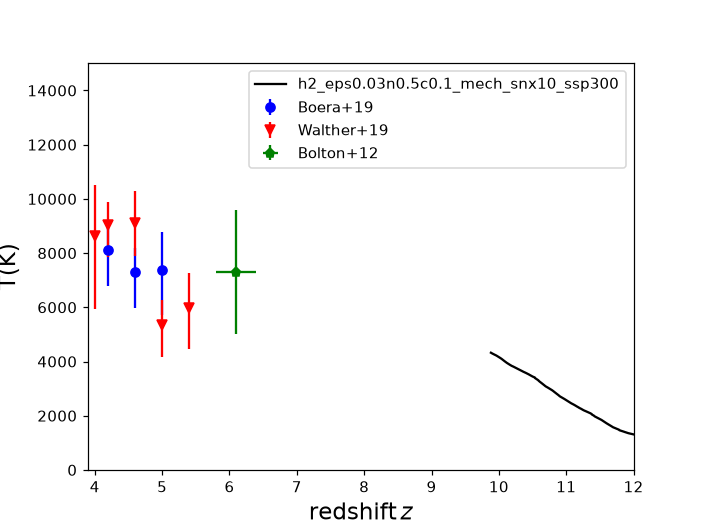 h2_eps0.03n0.5c0.1_mech_snx10_ssp300
Boera+19
Walther+19
Bolton+12
14000
12000
10000
8000
6000
4000
2000
0
T(K)
4 5 6 7 8 9 10 11 12
redshift z